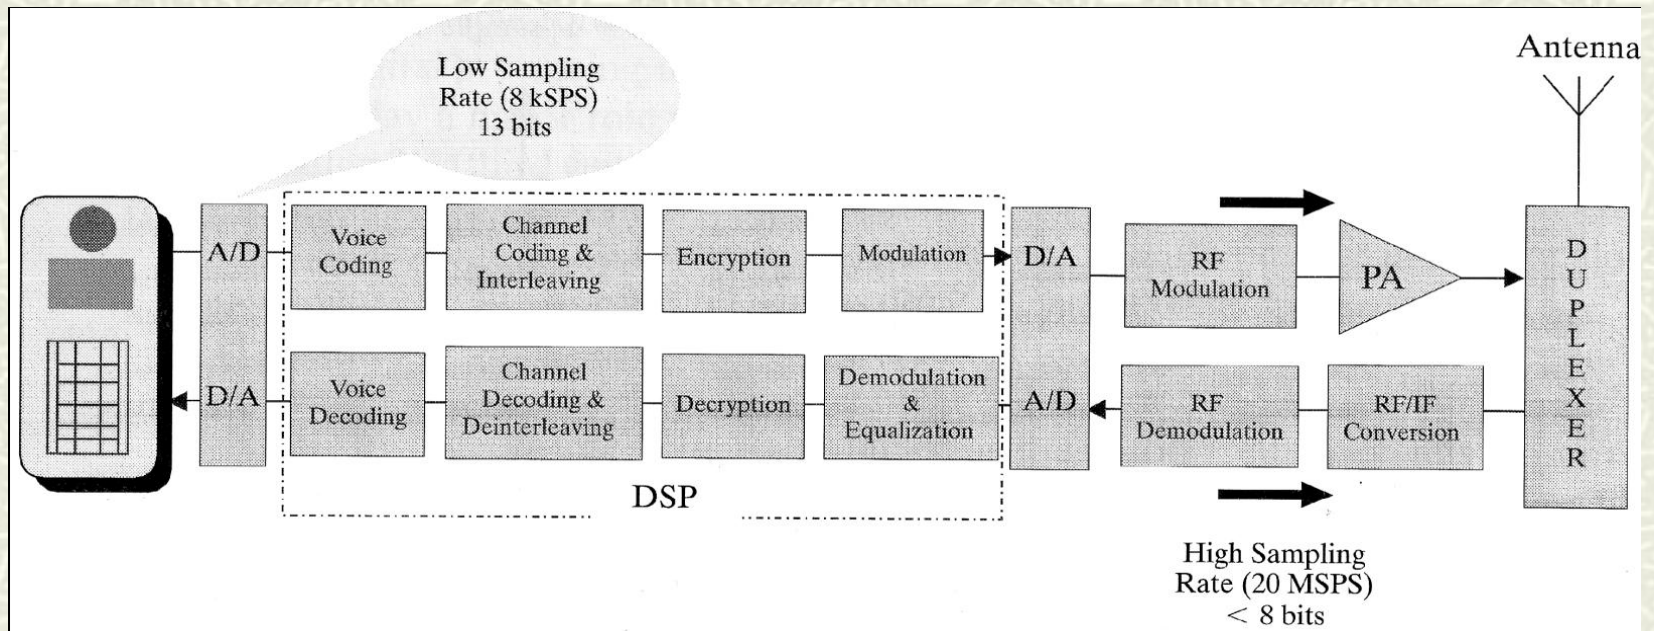 Antenna
Low Sampling
Rate (8 kSPS)
13 bits
A/D
Voice
Coding
Channel
Coding &
Interleaving
Encryption
Modulation
D/A
RF
Modulation
PA
D
U
P
L
E
X
E
R
D/A
Voice
Decoding
Channel
Decoding &
Deinterleaving
Decryption
Demodulation
&
Equalization
A/D
RF
Demodulation
RF/IF
Conversion
DSP
High Sampling
Rate (20 MSPS)
< 8 bits